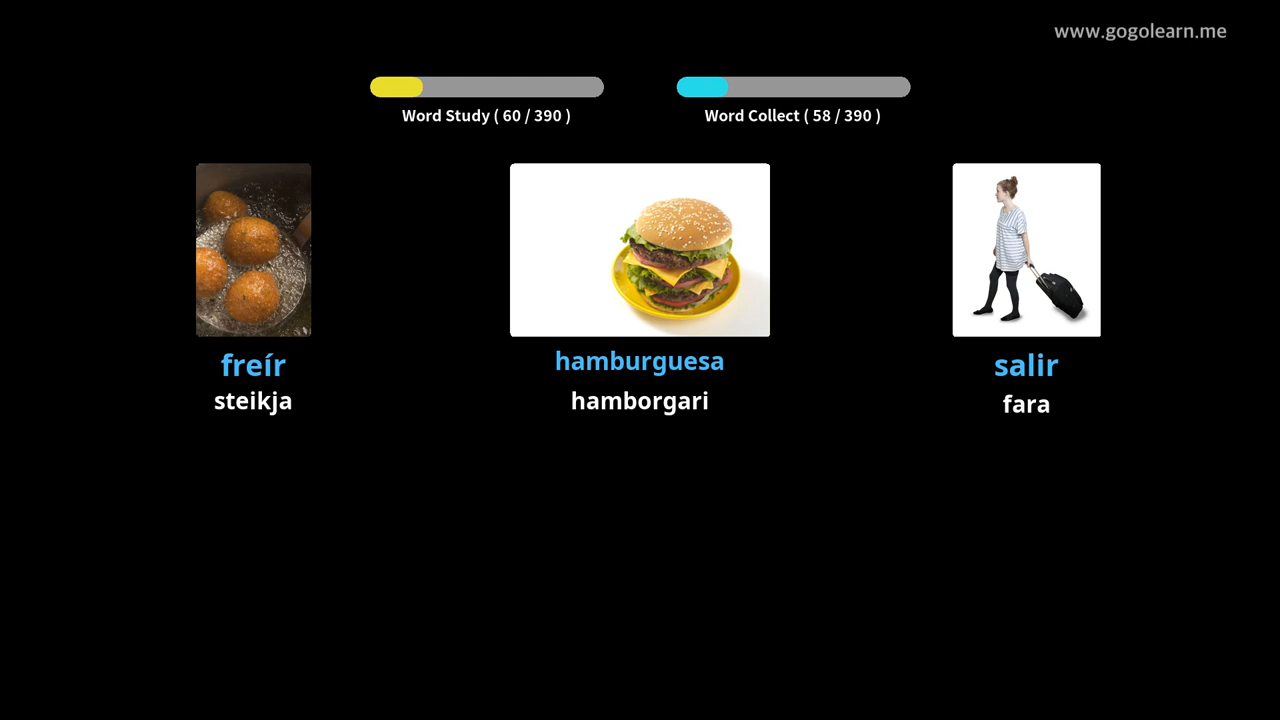 www.gogolearn.me
Word Study ( 60 / 390 )
Word Collect ( 58 / 390 )
freír
steikja
hamburguesa
hamborgari
salir
fara